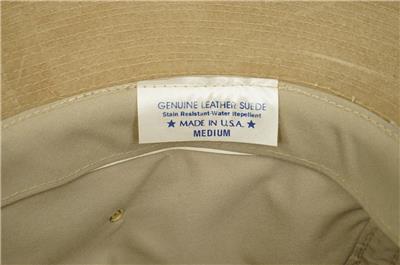 GENUINE LEATHER SUEDE
Stain Resistant-Water Repellent
★ MADE IN U.S.A. ★
MEDIUM